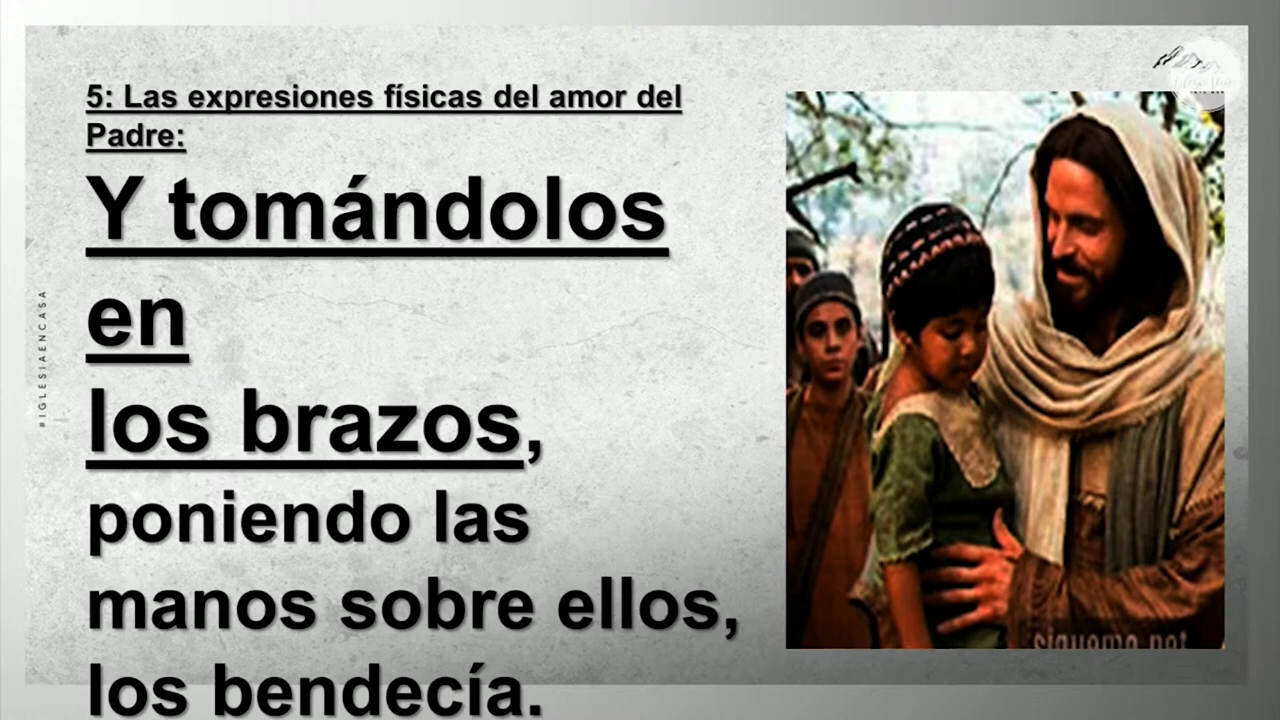 5: Las expresiones físicas del amor del
Padre:
Y tomándolos
en
los brazos,
poniendo las
manos sobre ellos,
los bendecía.
#IGLESIAENCASA